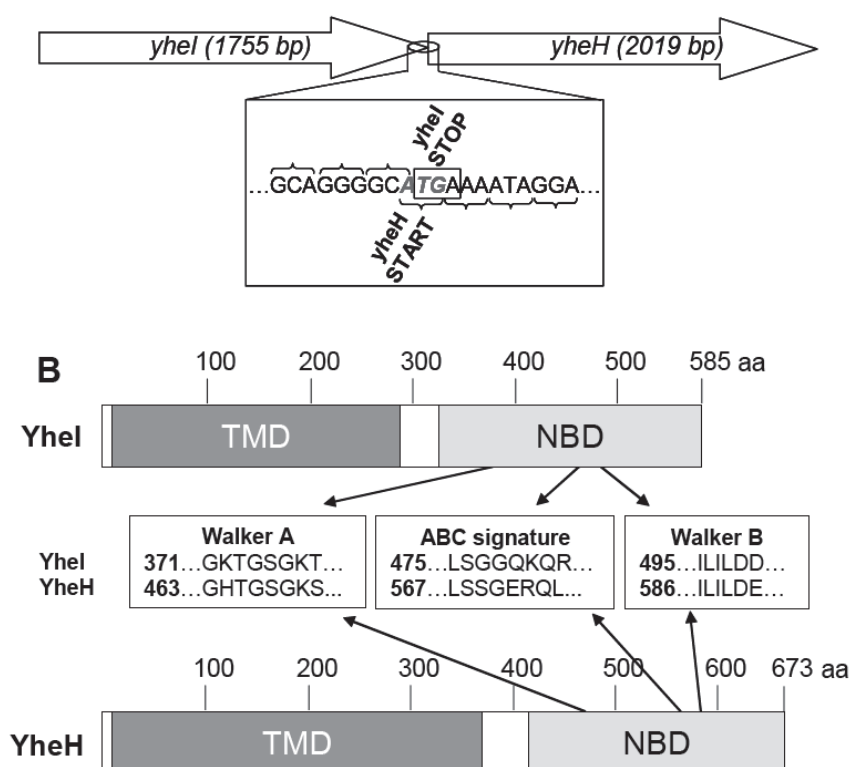 yheI (1755 bp) yheH (2019 bp)
yheI
STOP
...GCAGGGGCATGAAAATAGGA...
yheH
START
B
100 200 300 400 500 585 aa
YheI TMD NBD
Walker A ABC signature Walker B
YheI 371...GKTGSGKT... 475...LSGGQKQR... 495...ILILDD...
YheH 463...GHTGSGKS... 567...LSSGERQL... 586...ILILDE...
100 200 300 400 500 600 673 aa
YheH TMD NBD